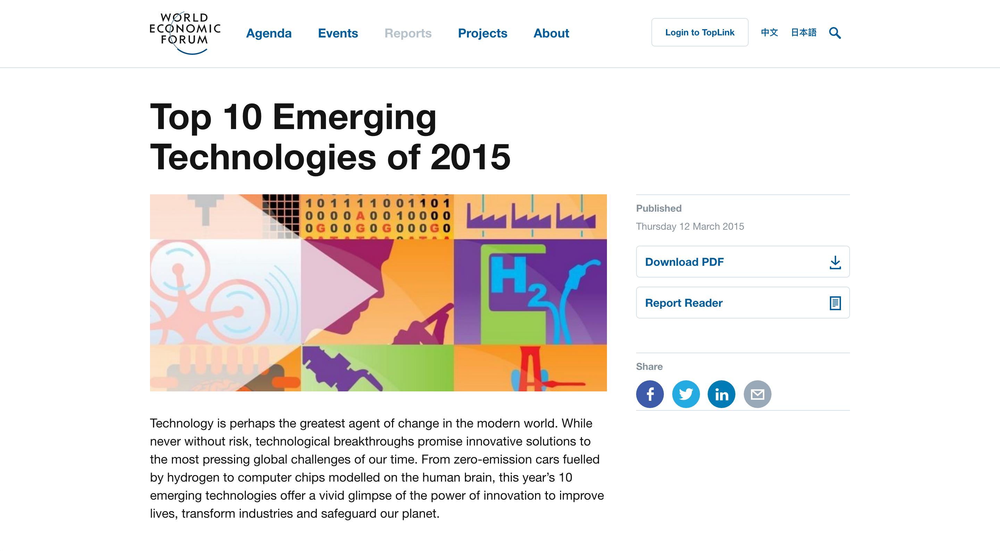 WORLD
ECONOMIC
FORUM
Agenda
Events
Reports
Projects
About
Login to TopLink
中文
日本語
Top 10 Emerging
Technologies of 2015
1 0 1 1 1 1 0 0 1 1 0 1
0 0 0 0 A 0 0 1 0 0 0 0
0 G 0 0 G 0 G 0 0 0 G 0
H2
Published
Thursday 12 March 2015
Download PDF
Report Reader
Share
Technology is perhaps the greatest agent of change in the modern world. While
never without risk, technological breakthroughs promise innovative solutions to
the most pressing global challenges of our time. From zero-emission cars fuelled
by hydrogen to computer chips modelled on the human brain, this year’s 10
emerging technologies offer a vivid glimpse of the power of innovation to improve
lives, transform industries and safeguard our planet.